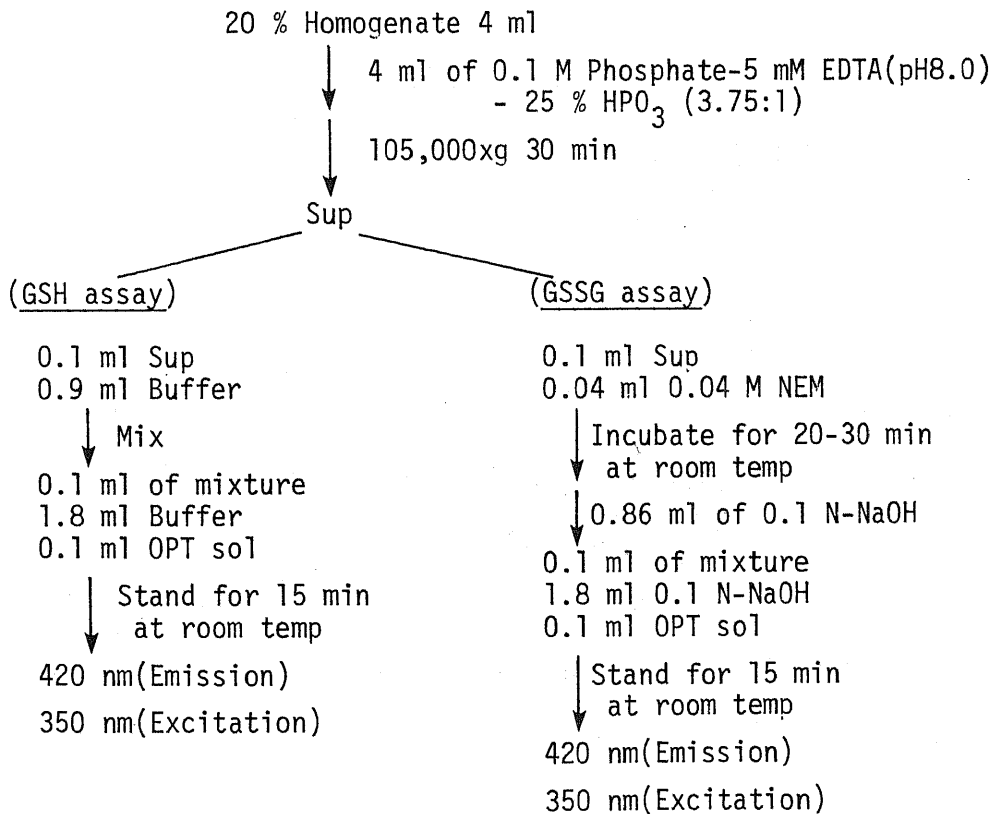 20 % Homogenate 4 ml
4 ml of 0.1 M Phosphate-5 mM EDTA(pH8.0)
- 25 % HPO3 (3.75:1)
105,000xg 30 min
Sup
(GSH assay)
0.1 ml Sup
0.9 ml Buffer
Mix
0.1 ml of mixture
1.8 ml Buffer
0.1 ml OPT sol
Stand for 15 min
at room temp
420 nm(Emission)
350 nm(Excitation)
(GSSG assay)
0.1 ml Sup
0.04 ml 0.04 M NEM
Incubate for 20-30 min
at room temp
0.86 ml of 0.1 N-NaOH
0.1 ml of mixture
1.8 ml 0.1 N-NaOH
0.1 ml OPT sol
Stand for 15 min
at room temp
420 nm(Emission)
350 nm(Excitation)